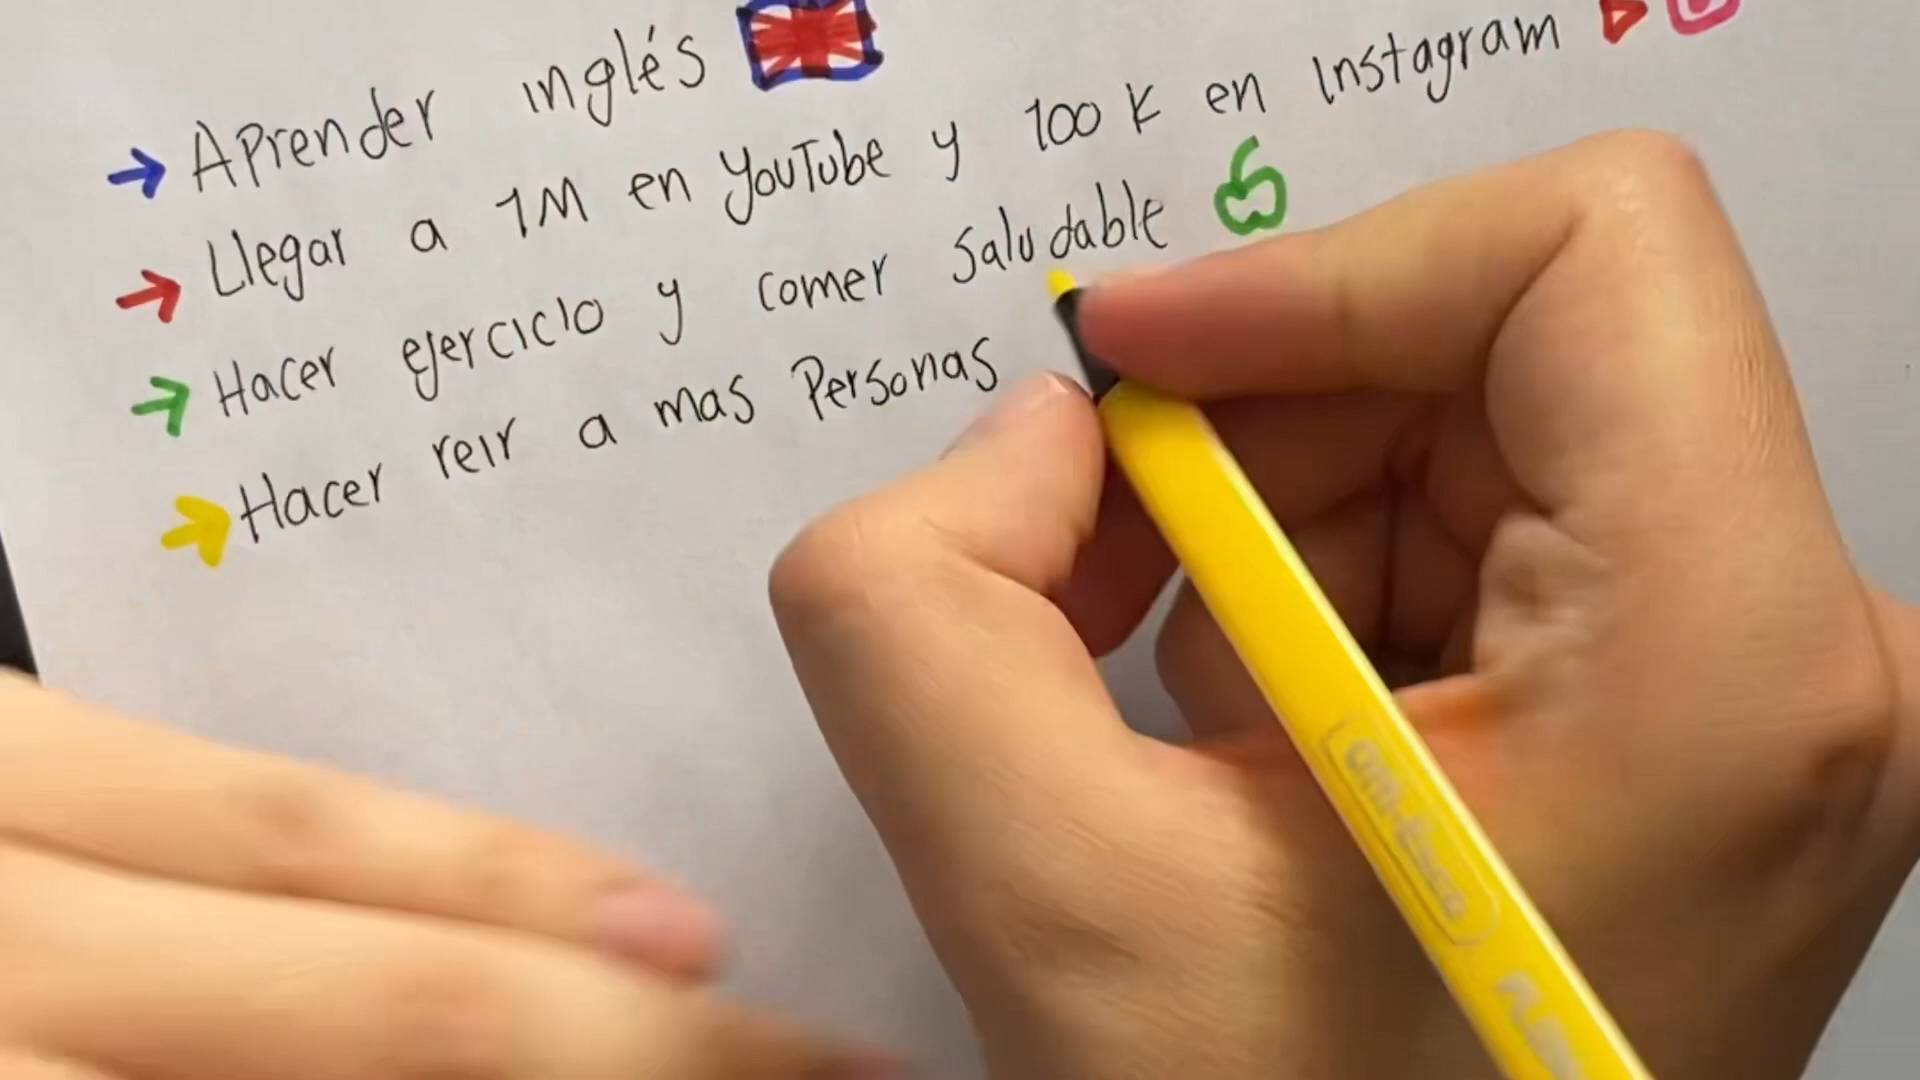 Aprender inglés
Llegar a 1M en YouTube y 100 K en Instagram
Hacer ejercicio y comer Saludable
Hacer reir a mas Personas